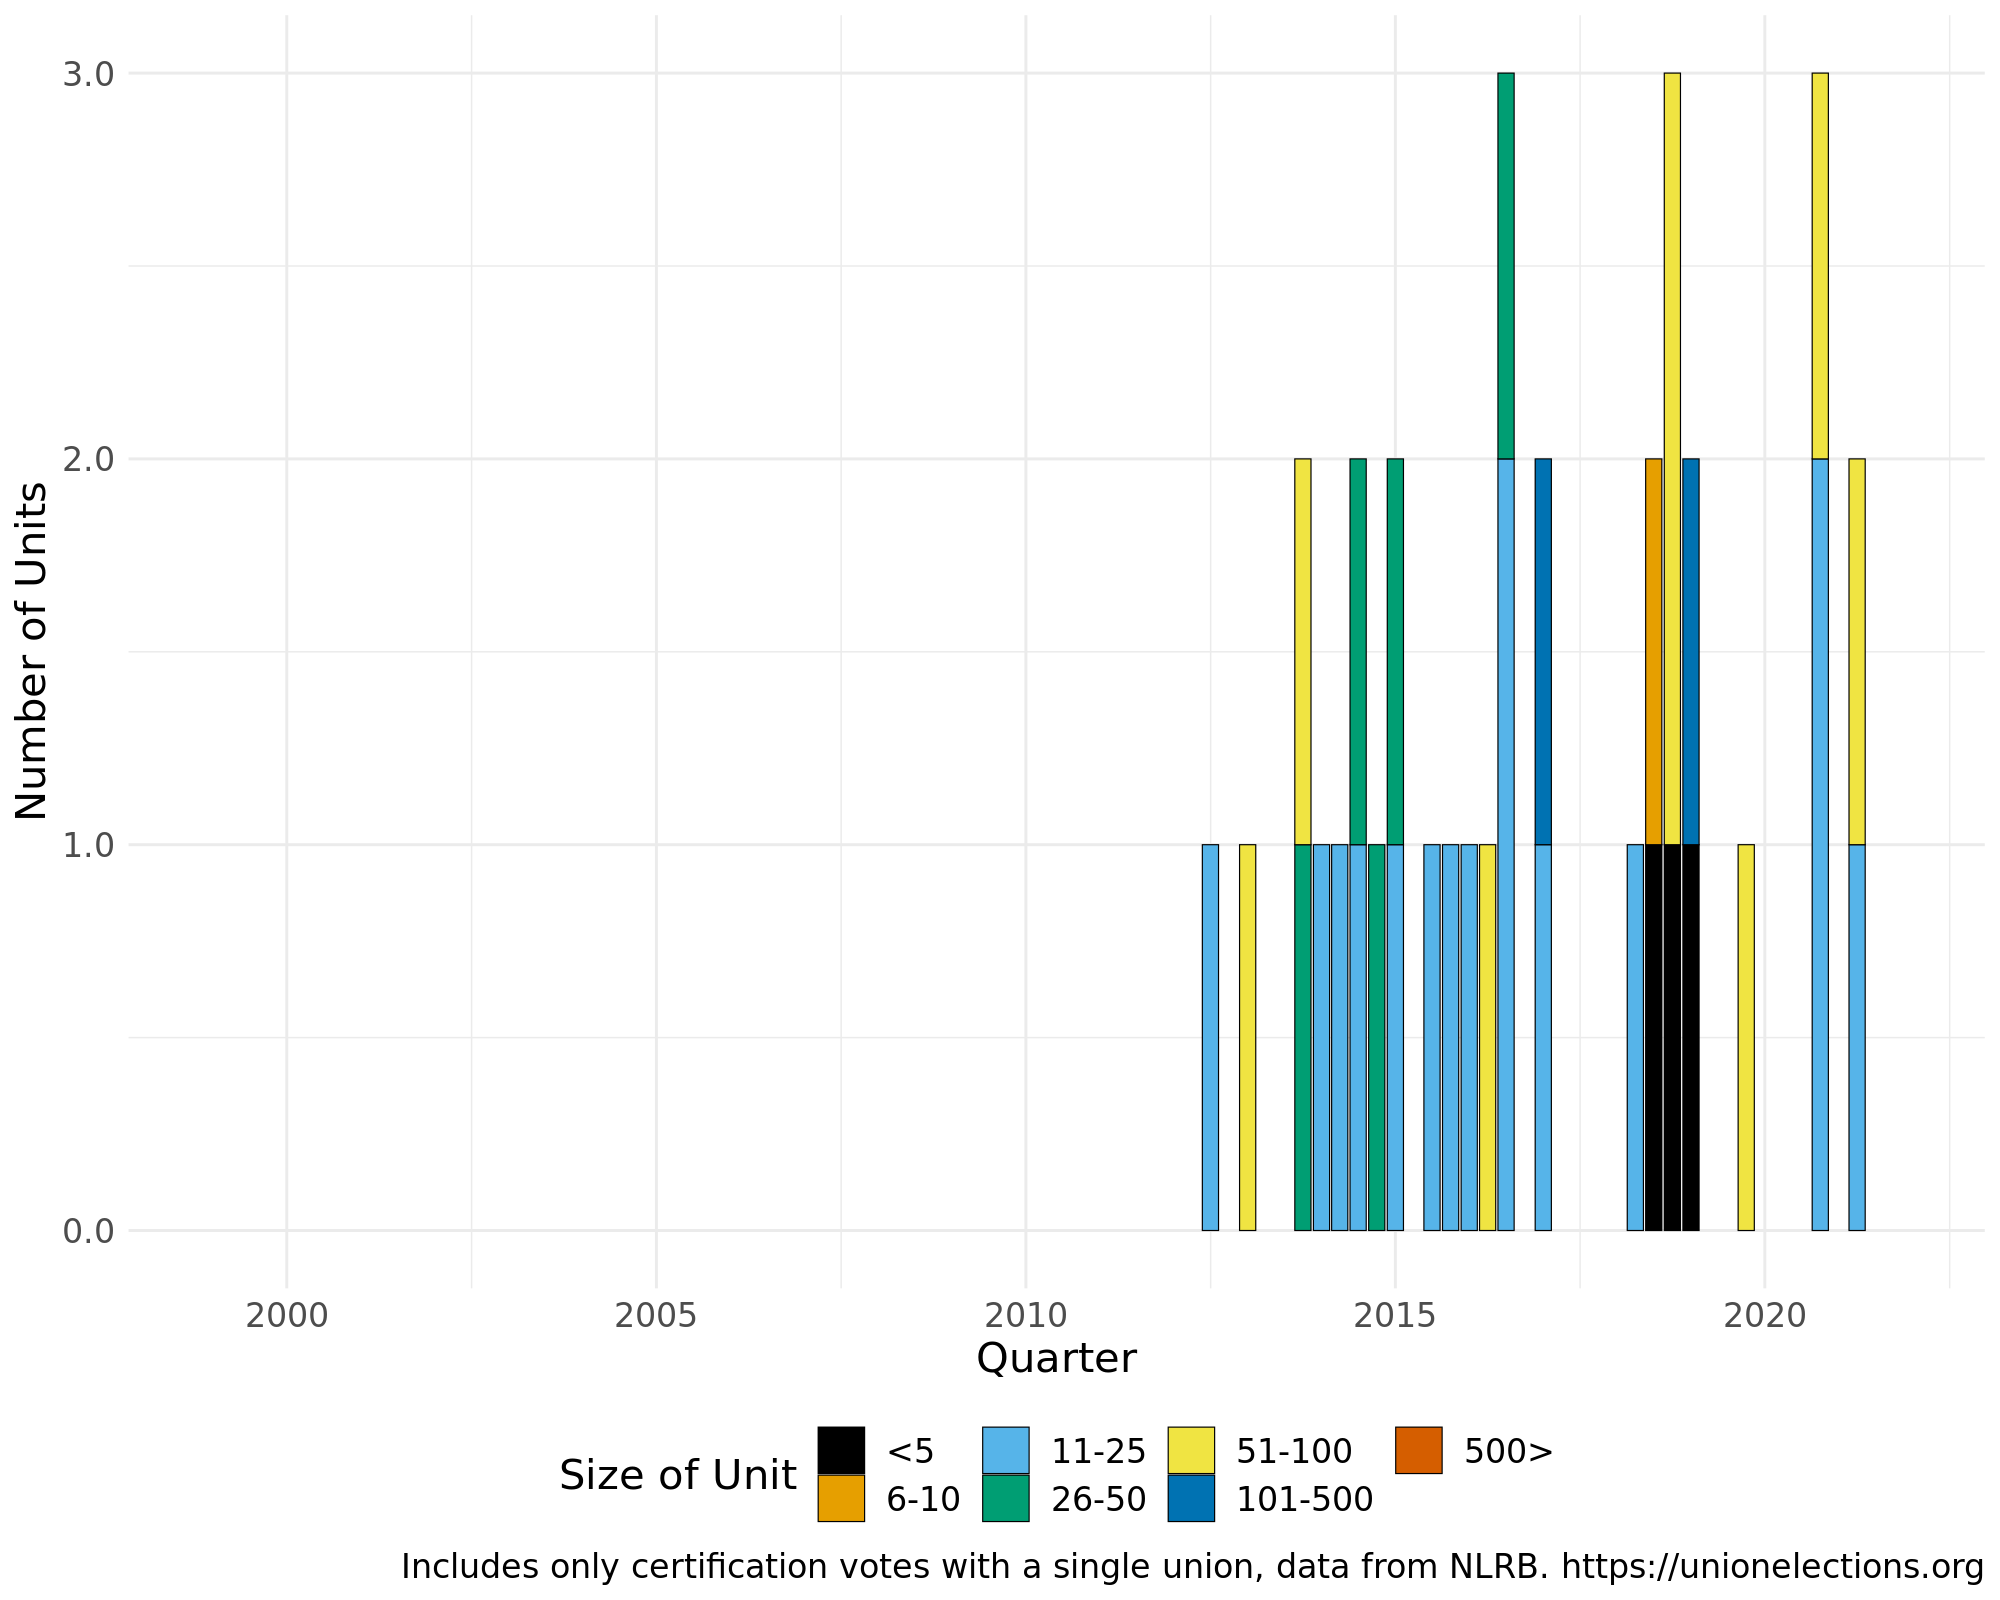 3.0
2.0
1.0
0.0
Number of Units
2000 2005 2010 2015 2020
Quarter
Size of Unit
<5 11-25 51-100 500>
6-10 26-50 101-500
Includes only certification votes with a single union, data from NLRB. https://unionelections.org